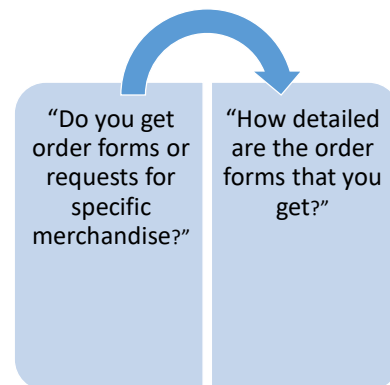 “Do you get
order forms or
requests for
specific
merchandise?”
“How detailed
are the order
forms that you
get?”